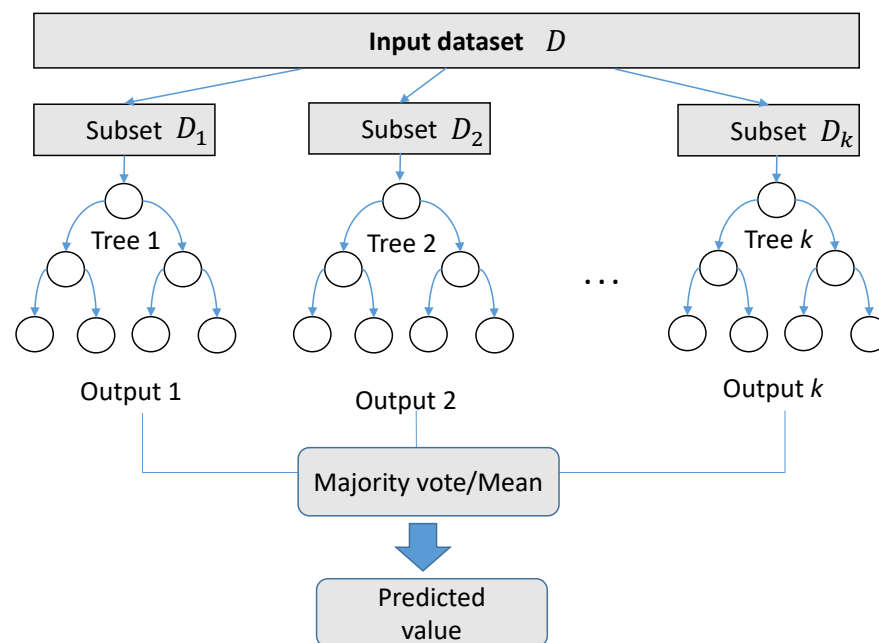 Input dataset D
Subset D₁
Subset D₂
Subset Dₖ
Tree 1
Tree 2
Tree k
. . .
Output 1
Output 2
Output k
Majority vote/Mean
Predicted
value